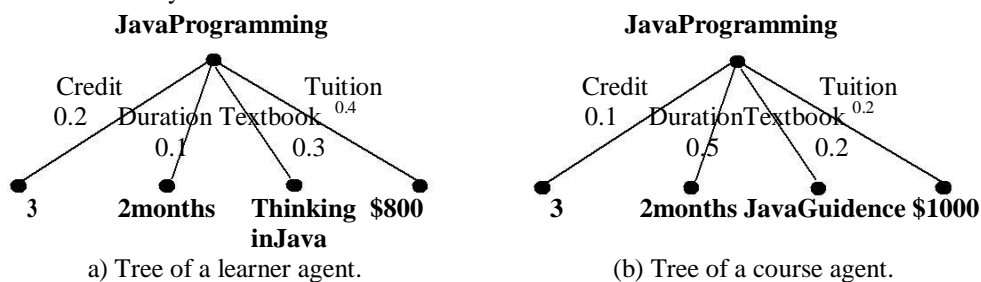 JavaProgramming JavaProgramming
Credit Tuition Credit Tuition
0.2 Duration Textbook 0.4 0.1 DurationTextbook 0.2
0.1 0.3 0.5 0.2
3 2months Thinking $800 3 2months JavaGuidence $1000
inJava
a) Tree of a learner agent. (b) Tree of a course agent.